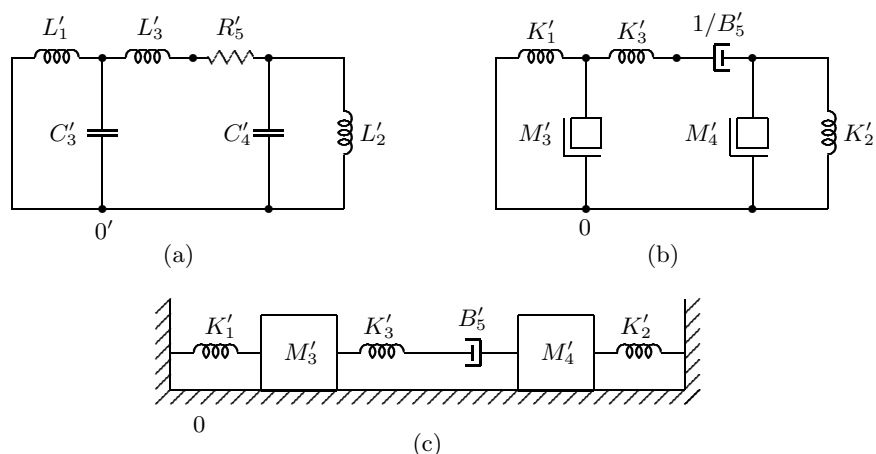 L′₁ L′₃ R′₅
C′₃ C′₄ L′₂
0′
(a)
K′₁ K′₃ 1/B′₅
M′₃ M′₄ K′₂
0
(b)
K′₁ K′₃ B′₅ K′₂
M′₃ M′₄
0
(c)